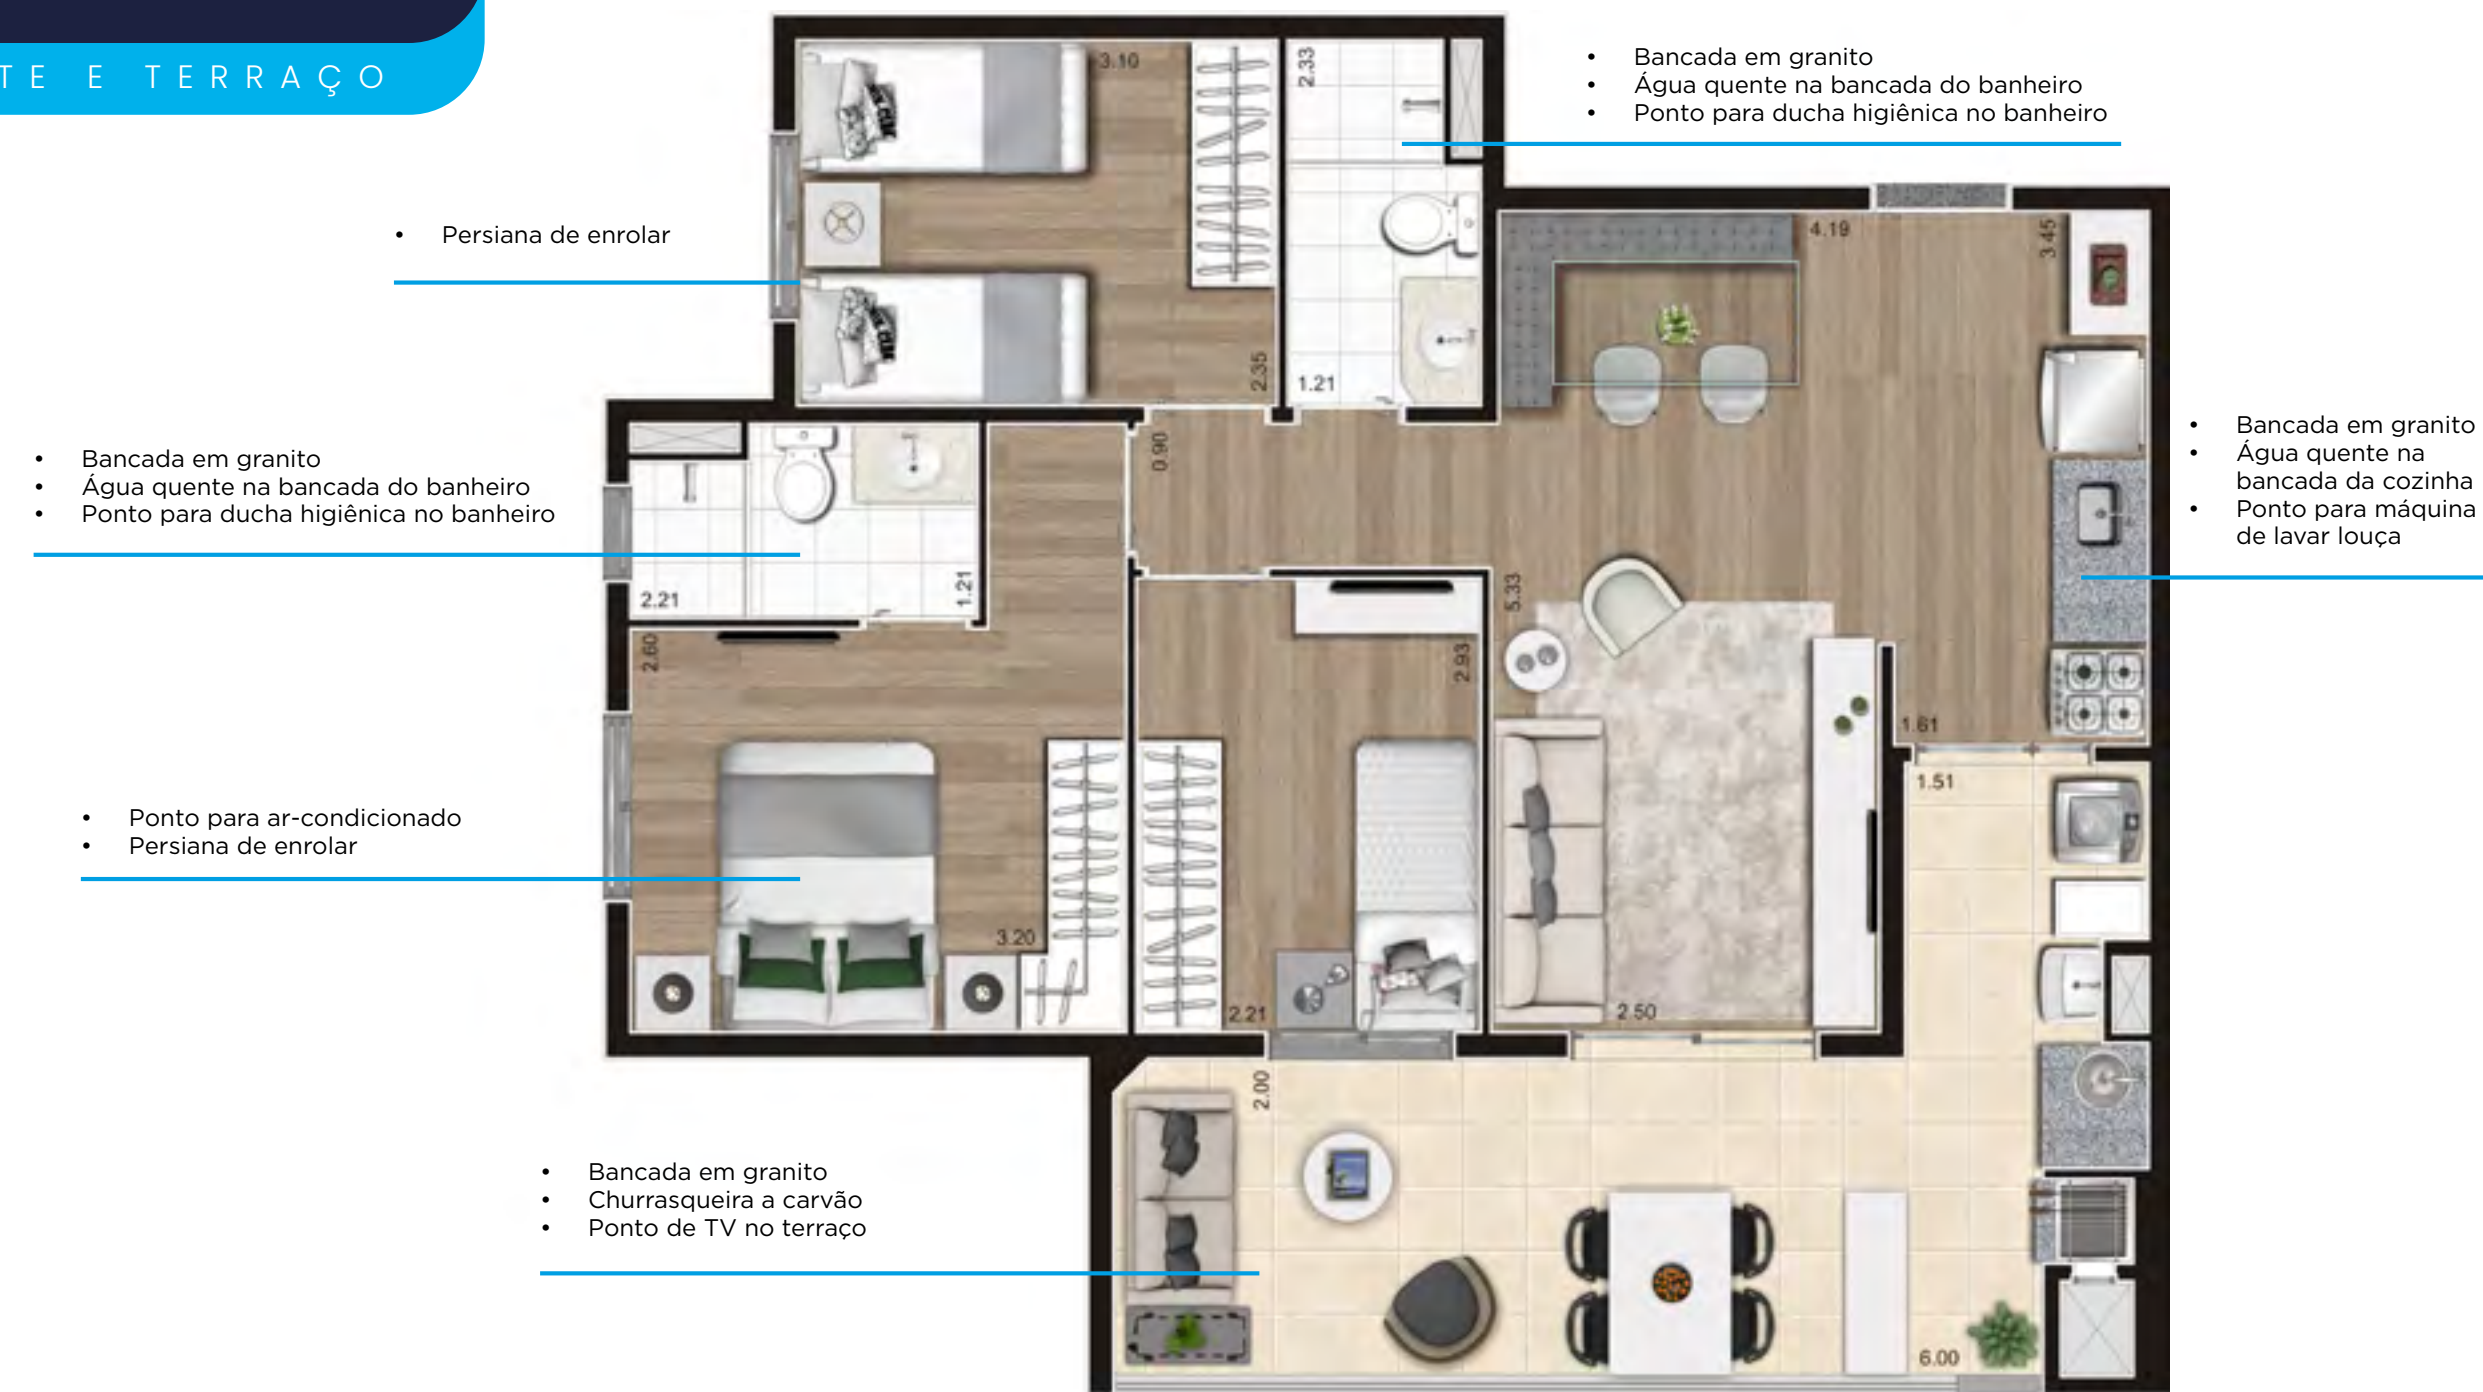 TE E TERRAÇO
• Bancada em granito
• Água quente na bancada do banheiro
• Ponto para ducha higiênica no banheiro
• Persiana de enrolar
• Bancada em granito
• Água quente na bancada do banheiro
• Ponto para ducha higiênica no banheiro
• Bancada em granito
• Água quente na
bancada da cozinha
• Ponto para máquina
de lavar louça
• Ponto para ar-condicionado
• Persiana de enrolar
• Bancada em granito
• Churrasqueira a carvão
• Ponto de TV no terraço
3.10
2.33
4.19
3.45
2.35
1.21
0.90
2.21
1.21
5.33
2.60
2.93
1.61
1.51
3.20
2.21
2.50
2.00
6.00